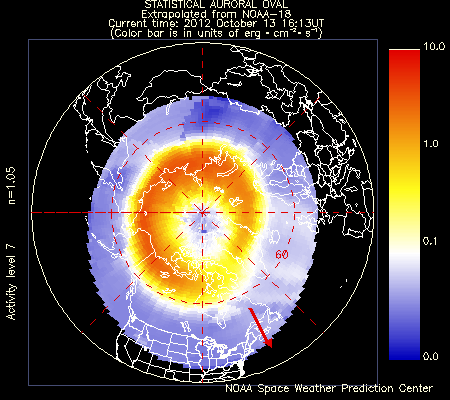 STATISTICAL AURORAL OVAL
Extrapolated from NOAA-18
Current time: 2012 October 13 16:13UT
(Color bar is in units of erg·cm⁻²·s⁻¹)
10.0
1.0
0.1
0.0
n=1.05
Activity level 7
60
NOAA Space Weather Prediction Center